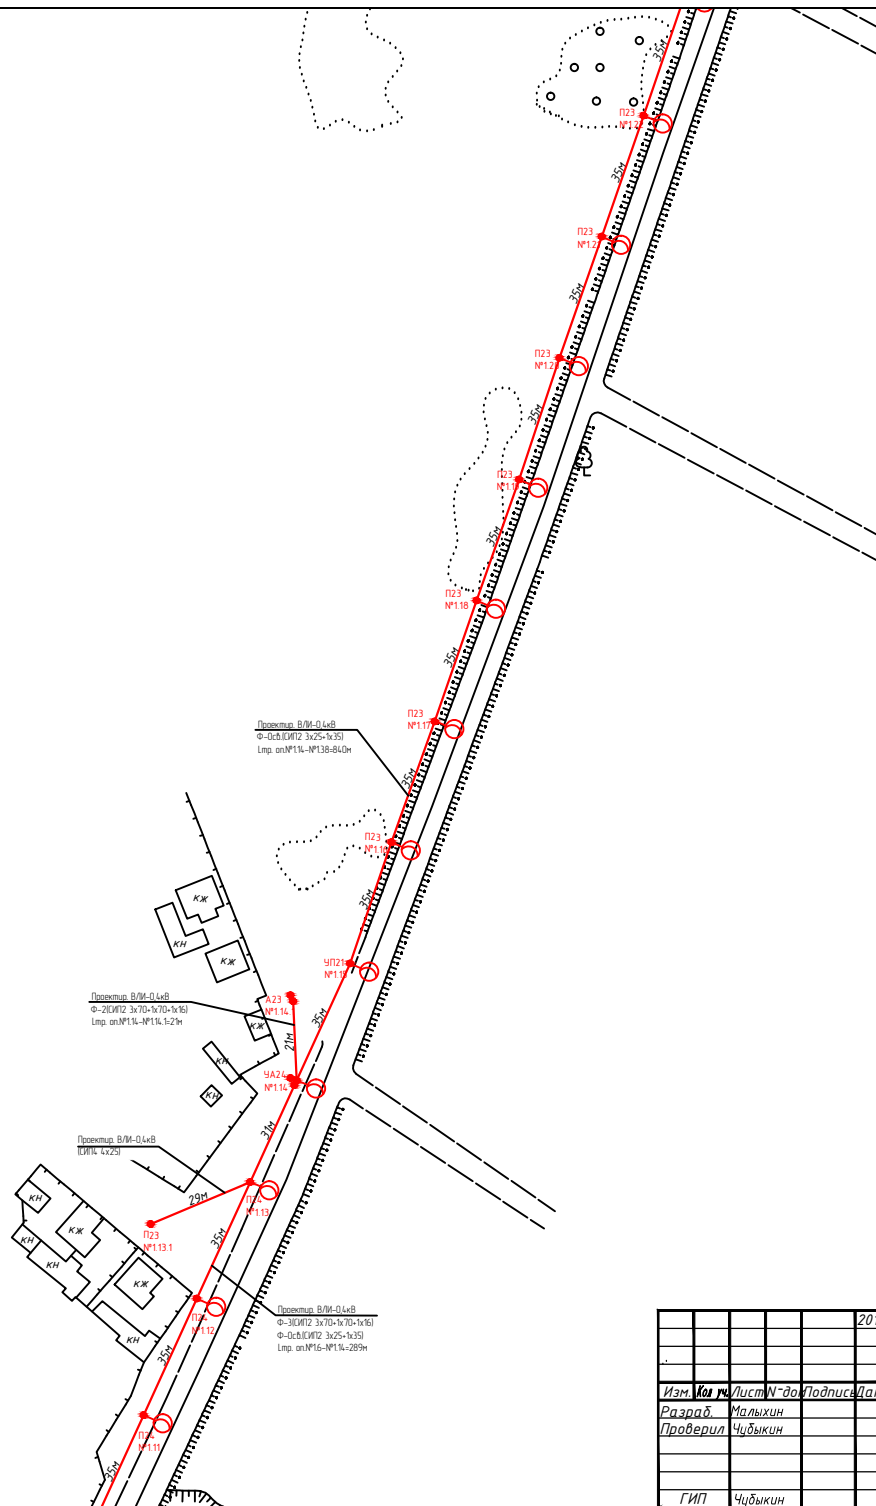 35м
П23
№1.22
35м
П23
№1.21
35м
П23
№1.20
35м
П23
№1.19
35м
П23
№1.18
35м
П23
№1.17
Проектир. ВЛИ-0,4кВ
Ф-Осв.(СИП2 3х25+1х35)
Lтр. оп.№1.14-№1.38=840м
35м
П23
№1.16
35м
КЖ
КН
КЖ
УП21
№1.15
Проектир. ВЛИ-0,4кВ
Ф-2(СИП2 3х70+1х70+1х16)
Lтр. оп.№1.14-№1.14.1=21м
А23
№1.14.1
35м
КЖ
21м
КН
УА24
№1.14
КН
31м
Проектир. ВЛИ-0,4кВ
(СИП4 4х25)
29м
П24
№1.13
КН
П23
№1.13.1
КЖ
КН
35м
КН
КЖ
П24
№1.12
КН
Проектир. ВЛИ-0,4кВ
Ф-3(СИП2 3х70+1х70+1х16)
Ф-Осв.(СИП2 3х25+1х35)
Lтр. оп.№1.6-№1.14=289м
35м
П24
№1.11
35м
201
Изм. Кол уч. Лист N-док Подпись Дат
Разраб. Малыхин
Проверил Чубыкин
ГИП Чубыкин